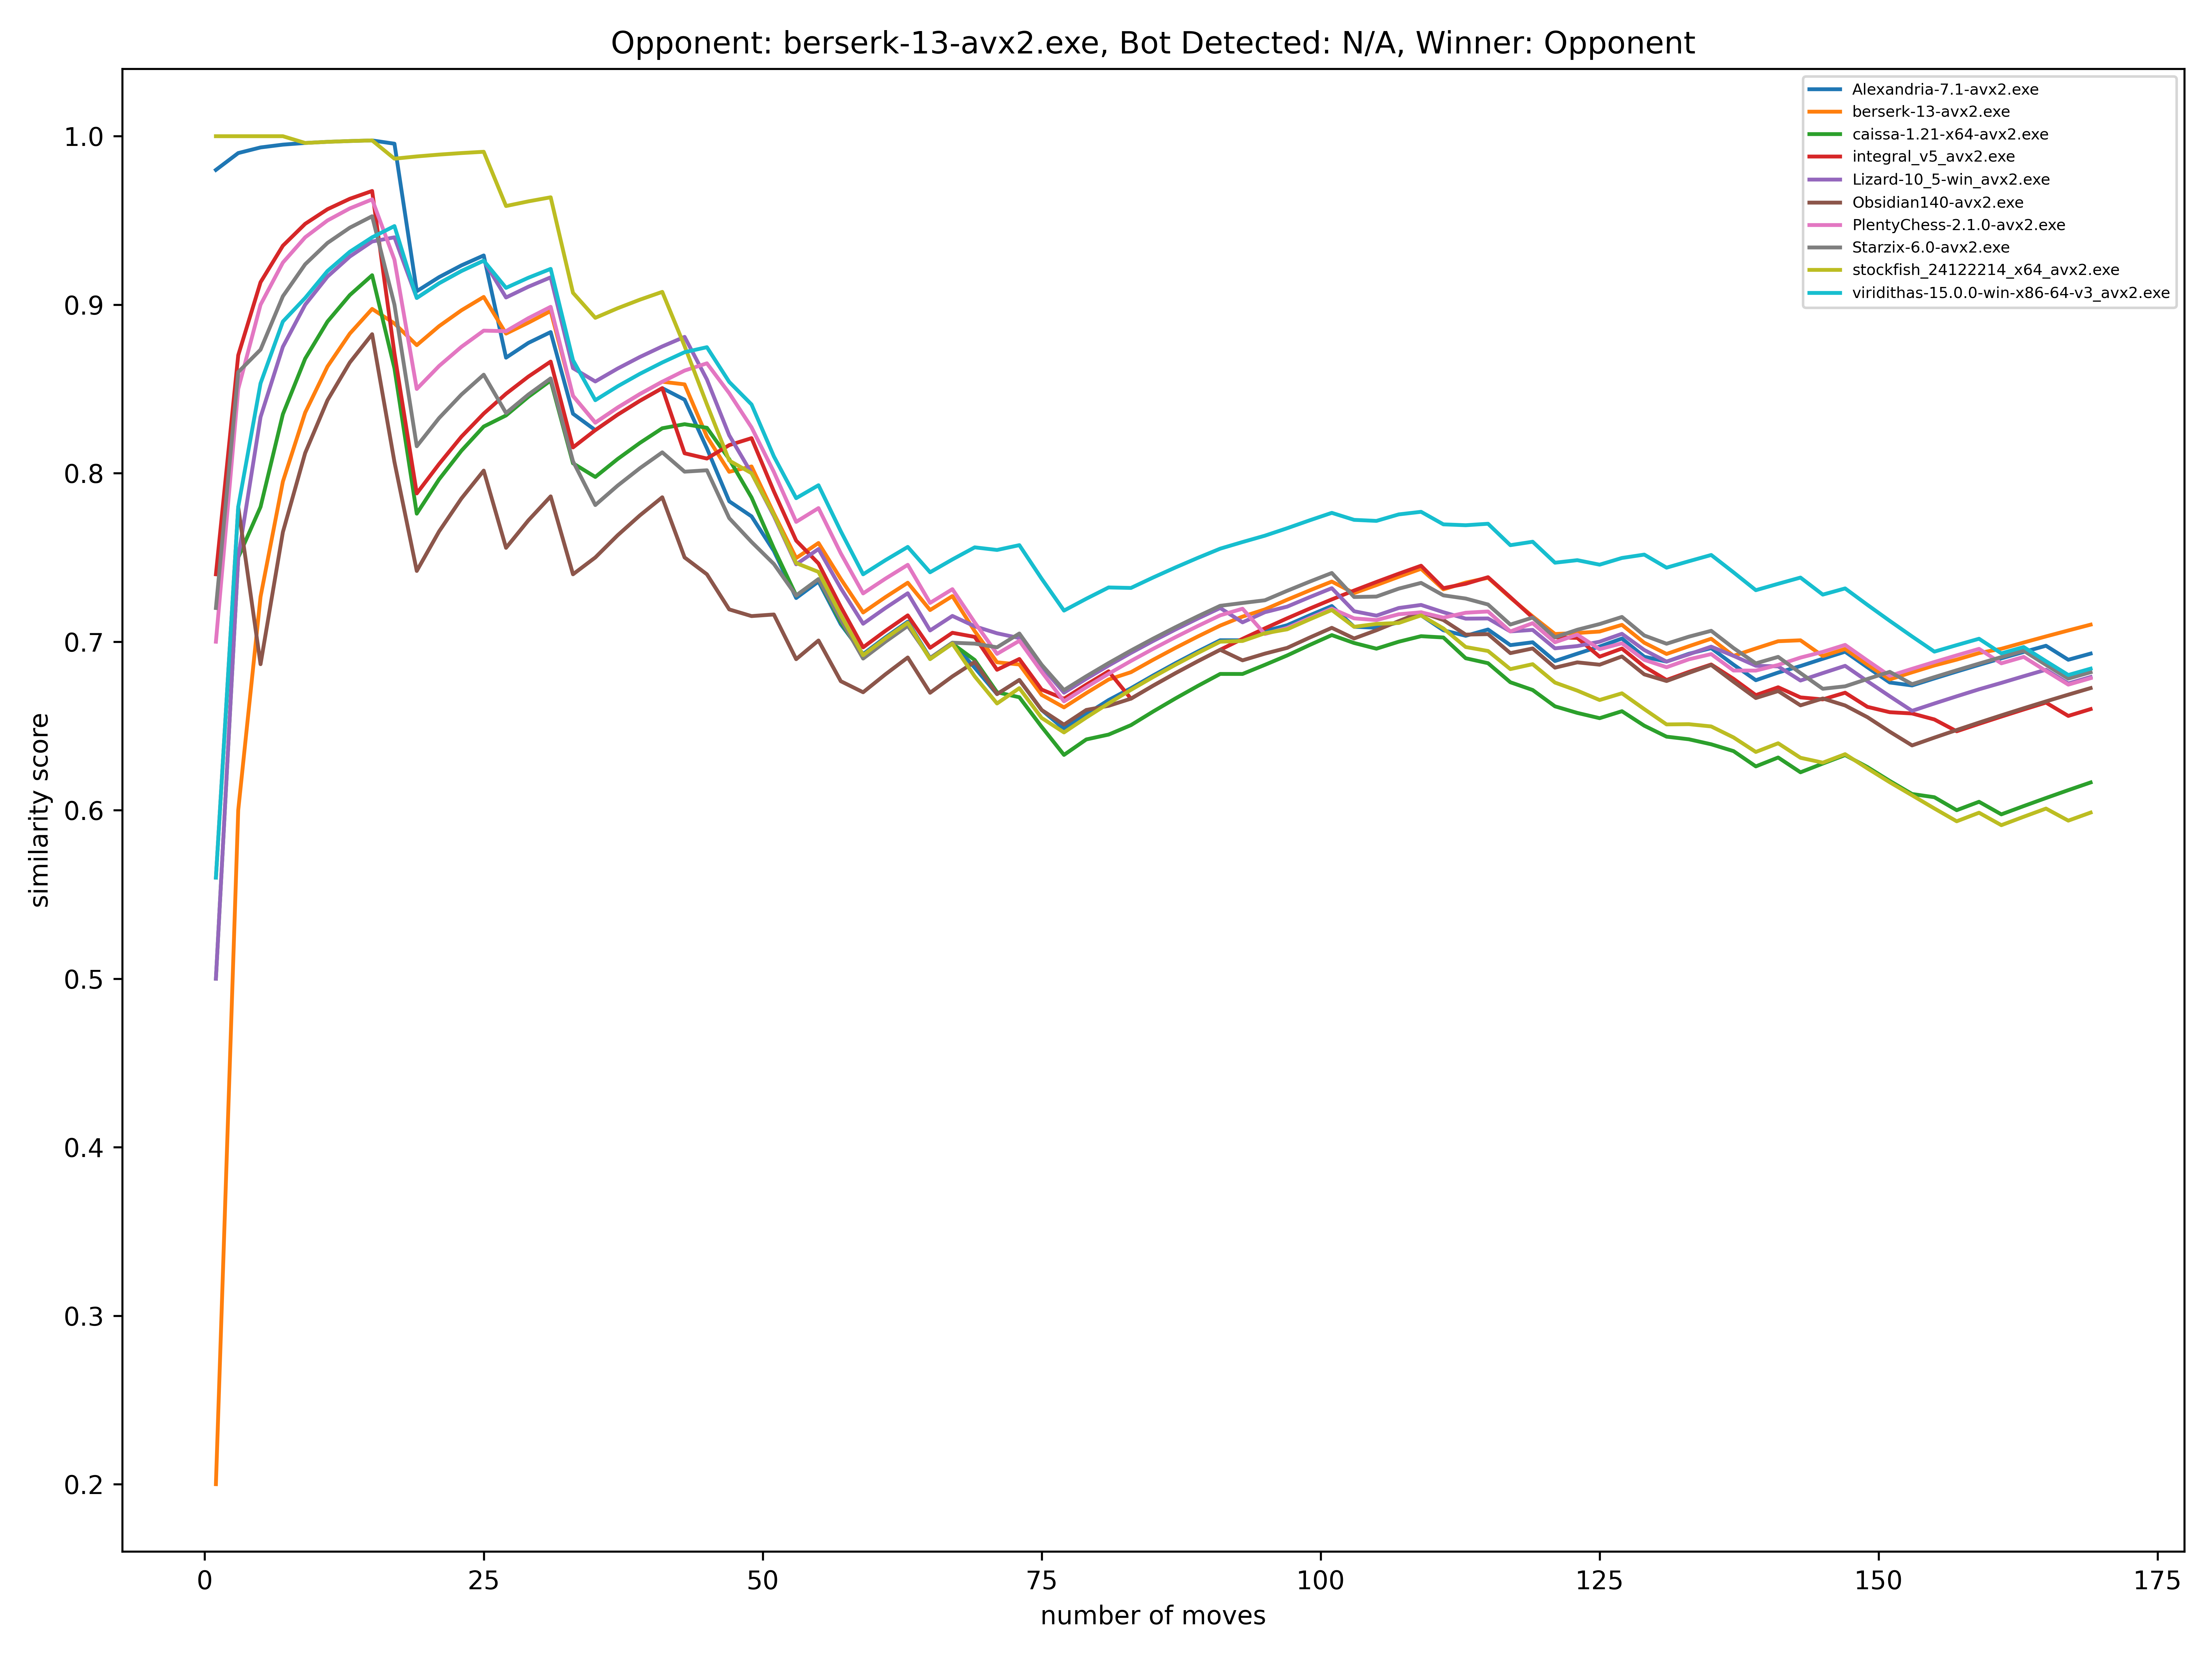 Opponent: berserk-13-avx2.exe, Bot Detected: N/A, Winner: Opponent
Alexandria-7.1-avx2.exe
berserk-13-avx2.exe
caissa-1.21-x64-avx2.exe
integral_v5_avx2.exe
Lizard-10_5-win_avx2.exe
Obsidian140-avx2.exe
PlentyChess-2.1.0-avx2.exe
Starzix-6.0-avx2.exe
stockfish_24122214_x64_avx2.exe
viridithas-15.0.0-win-x86-64-v3_avx2.exe
1.0
0.9
0.8
0.7
0.6
0.5
0.4
0.3
0.2
similarity score
0 25 50 75 100 125 150 175
number of moves